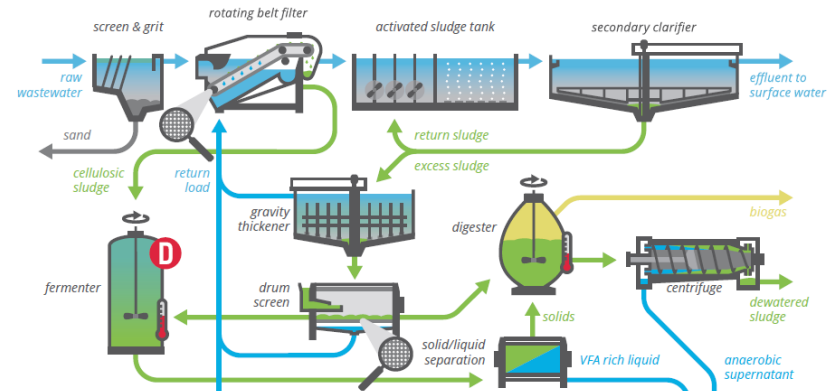 rotating belt filter
screen & grit
activated sludge tank
secondary clarifier
raw
wastewater
effluent to
surface water
sand
return sludge
excess sludge
cellulosic
sludge
return
load
gravity
thickener
digester
biogas
D
fermenter
drum
screen
centrifuge
dewatered
sludge
solids
solid/liquid
separation
VFA rich liquid
anaerobic
supernatant